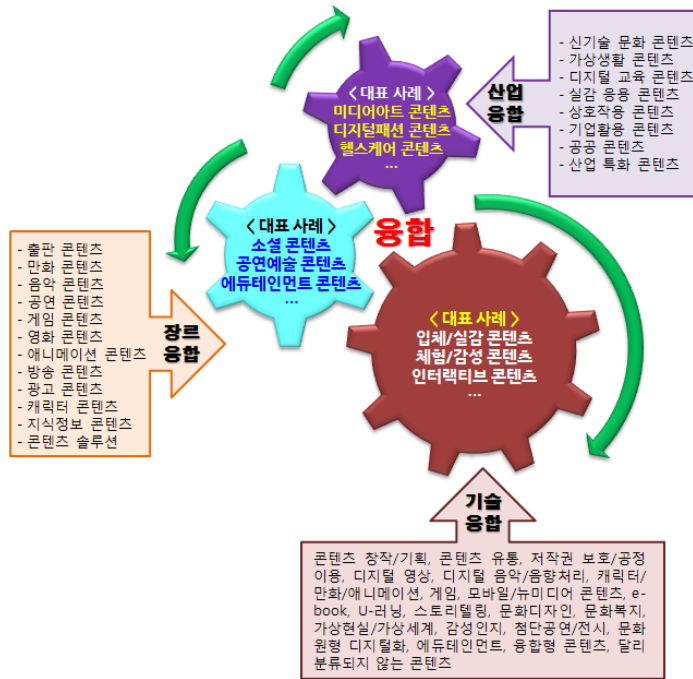 < 대표 사례 >
미디어아트 콘텐츠
디지털패션 콘텐츠
헬스케어 콘텐츠
...
산업
융합
- 신기술 문화 콘텐츠
- 가상생활 콘텐츠
- 디지털 교육 콘텐츠
- 실감 응용 콘텐츠
- 상호작용 콘텐츠
- 기업활용 콘텐츠
- 공공 콘텐츠
- 산업 특화 콘텐츠
< 대표 사례 >
소셜 콘텐츠
공연예술 콘텐츠
에듀테인먼트 콘텐츠
...
융합
- 출판 콘텐츠
- 만화 콘텐츠
- 음악 콘텐츠
- 공연 콘텐츠
- 게임 콘텐츠
- 영화 콘텐츠
- 애니메이션 콘텐츠
- 방송 콘텐츠
- 광고 콘텐츠
- 캐릭터 콘텐츠
- 지식정보 콘텐츠
- 콘텐츠 솔루션
장르
융합
< 대표 사례 >
입체/실감 콘텐츠
체험/감성 콘텐츠
인터랙티브 콘텐츠
...
기술
융합
콘텐츠 창작/기획, 콘텐츠 유통, 저작권 보호/공정
이용, 디지털 영상, 디지털 음악/음향처리, 캐릭터/
만화/애니메이션, 게임, 모바일/뉴미디어 콘텐츠, e-
book, U-러닝, 스토리텔링, 문화디자인, 문화복지,
가상현실/가상세계, 감성인지, 첨단공연/전시, 문화
원형 디지털화, 에듀테인먼트, 융합형 콘텐츠, 달리
분류되지 않는 콘텐츠